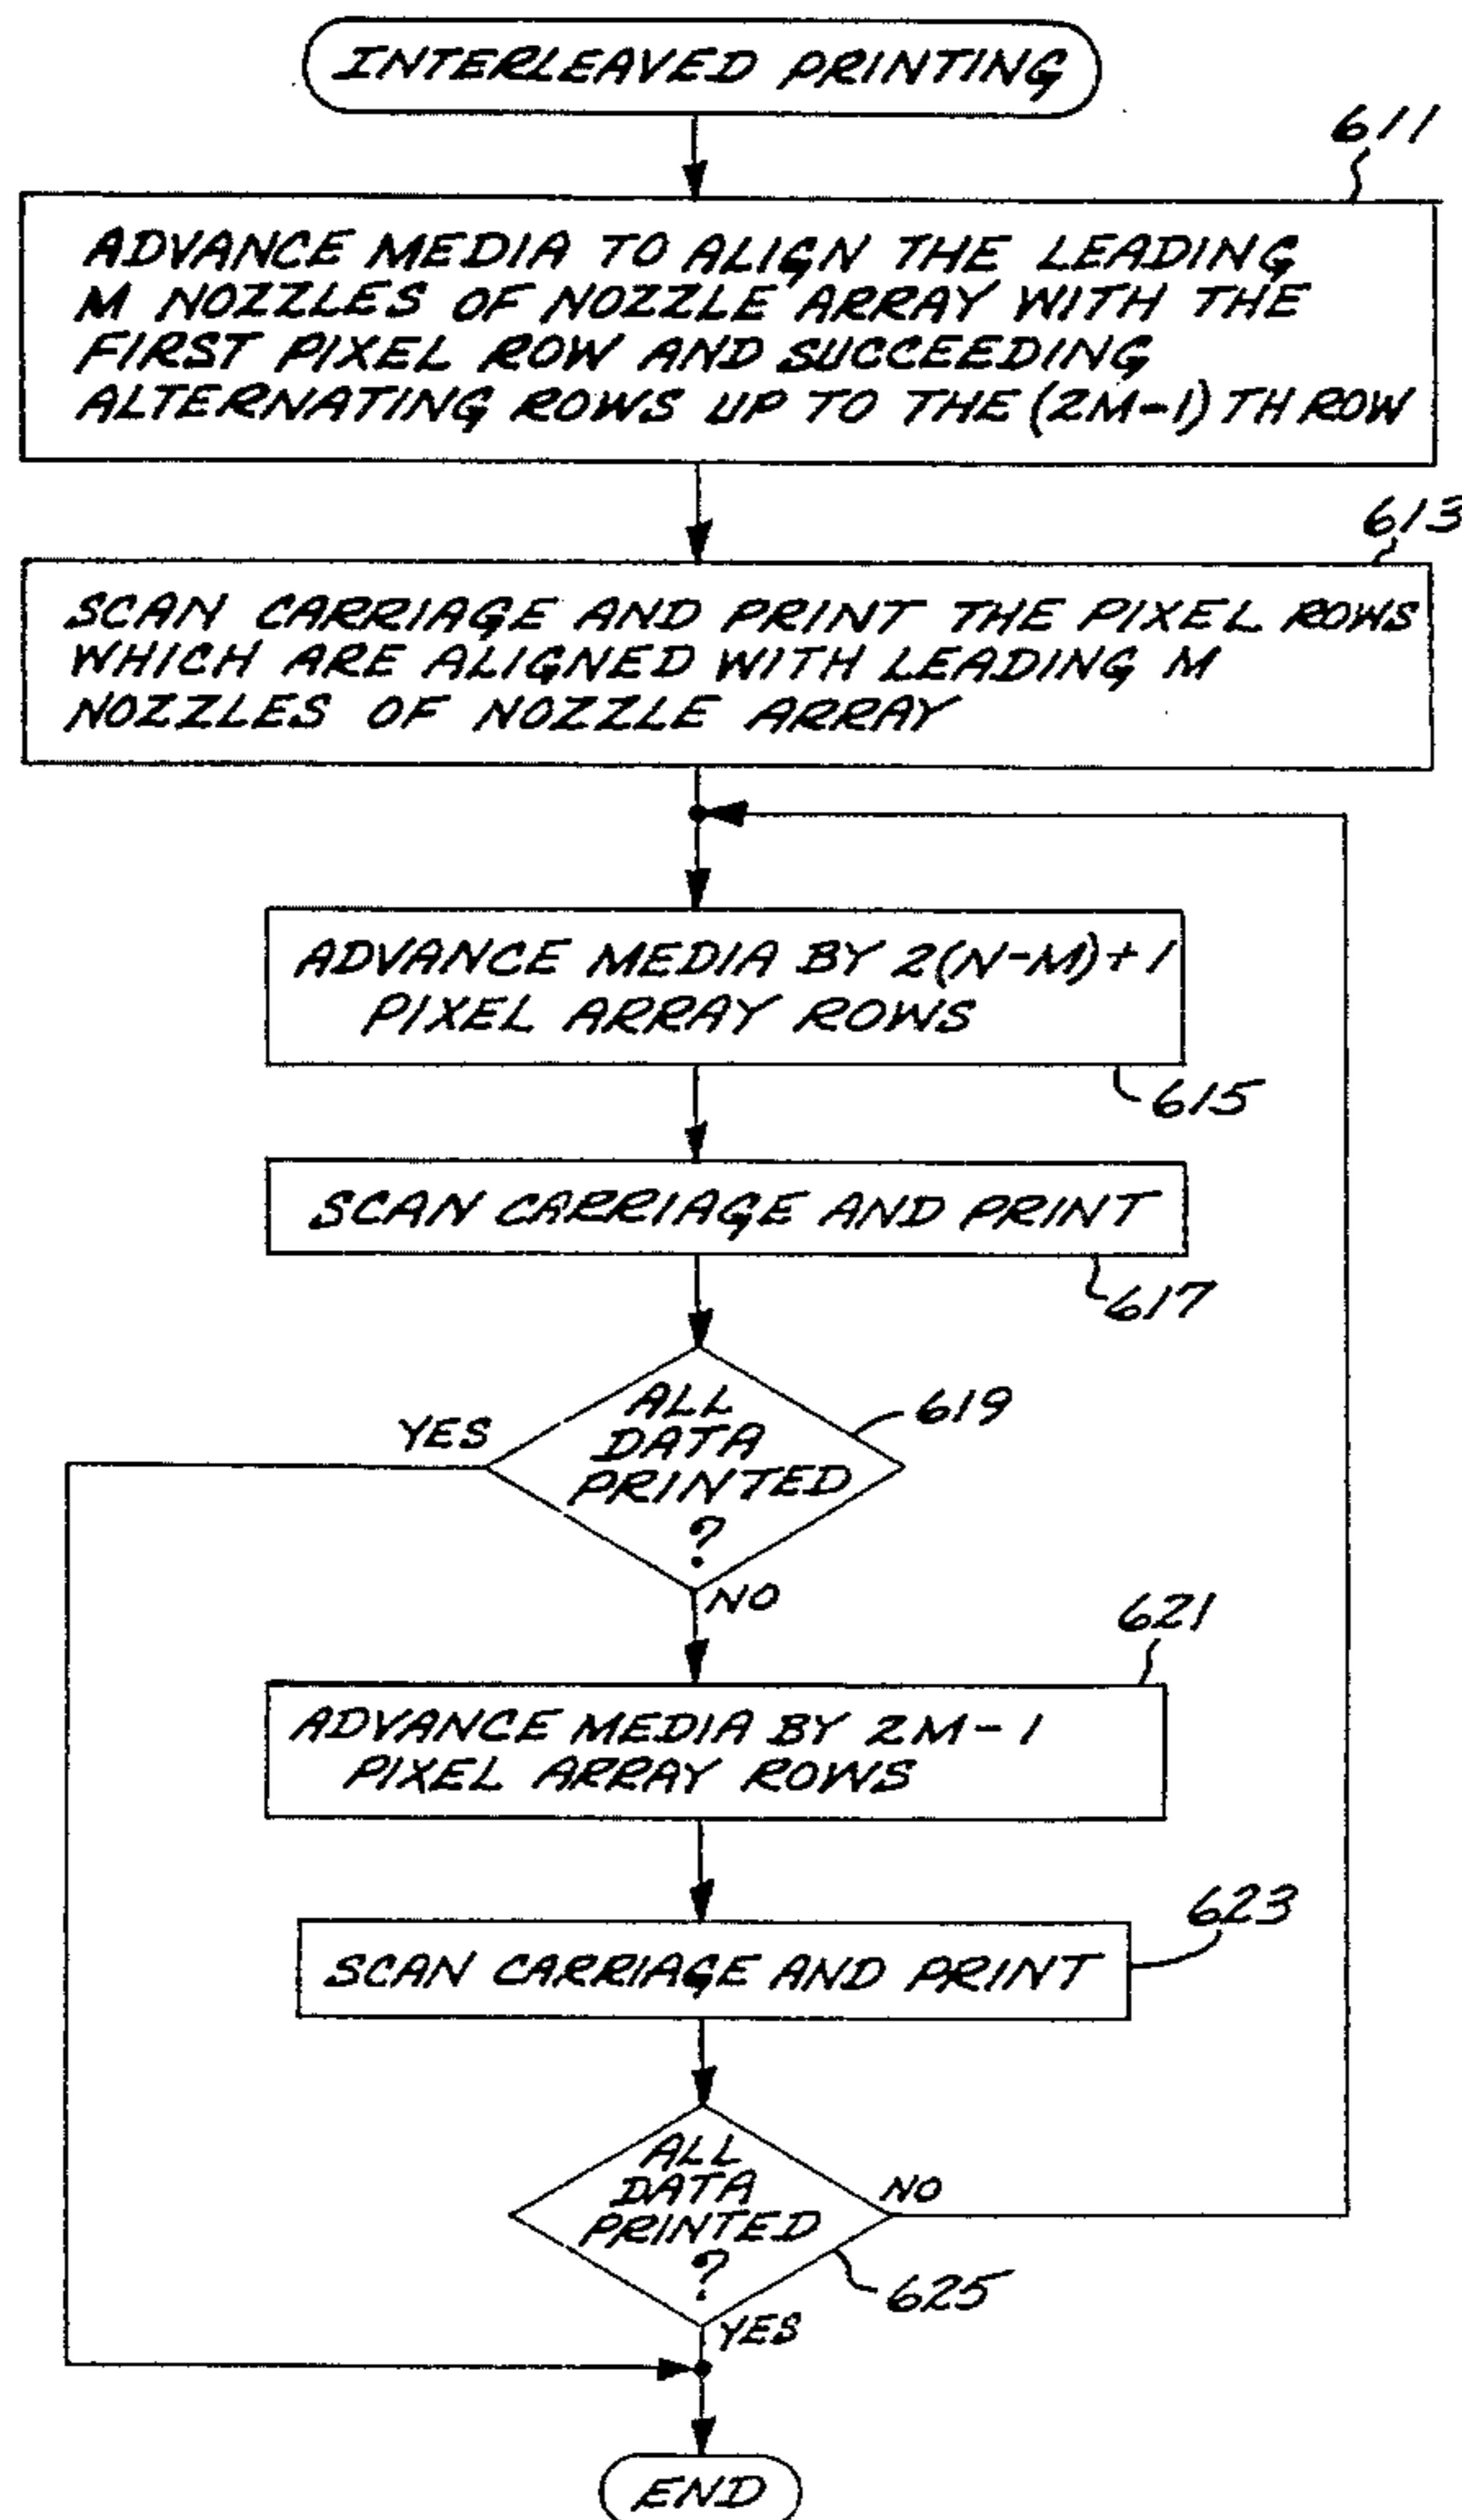 INTERLEAVED PRINTING
611
ADVANCE MEDIA TO ALIGN THE LEADING
M NOZZLES OF NOZZLE ARRAY WITH THE
FIRST PIXEL ROW AND SUCCEEDING
ALTERNATING ROWS UP TO THE (2M-1) TH ROW
613
SCAN CARRIAGE AND PRINT THE PIXEL ROWS
WHICH ARE ALIGNED WITH LEADING M
NOZZLES OF NOZZLE ARRAY
ADVANCE MEDIA BY 2(N-M)+1
PIXEL ARRAY ROWS
615
SCAN CARRIAGE AND PRINT
617
ALL
DATA
PRINTED
?
619
YES
NO
621
ADVANCE MEDIA BY 2M-1
PIXEL ARRAY ROWS
623
SCAN CARRIAGE AND PRINT
ALL
DATA
PRINTED
?
NO
625
YES
END